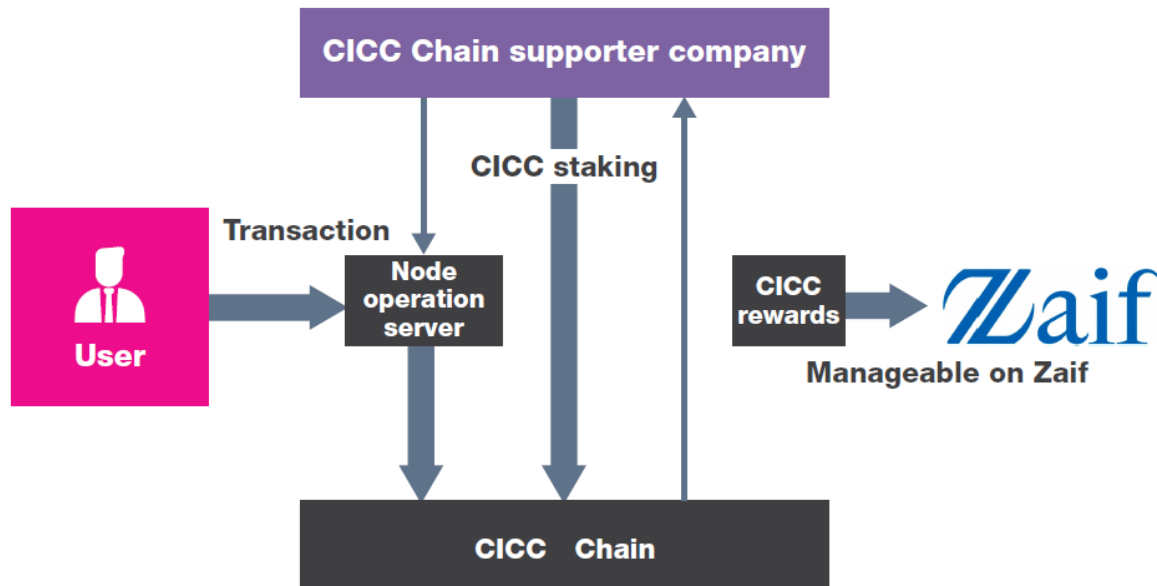 CICC Chain supporter company
CICC staking
Transaction
User
Node
operation
server
CICC
rewards
Zaif
Manageable on Zaif
CICC Chain